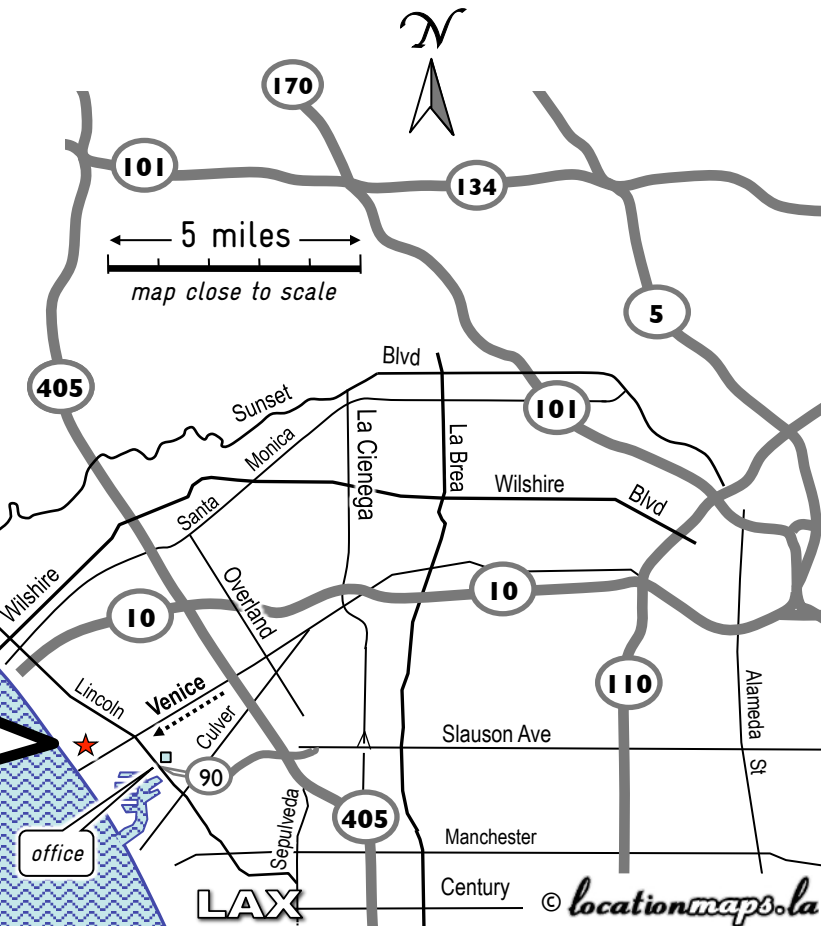 N
170
101
134
5 miles
map close to scale
5
405
Blvd
Sunset
101
Monica
La Cienega
La Brea
Wilshire
Blvd
Santa
Wilshire
Overland
10
10
Lincoln
Venice
110
Culver
Alameda
St
Slauson Ave
90
405
Sepulveda
office
Manchester
Century
LAX
© locationmaps.la